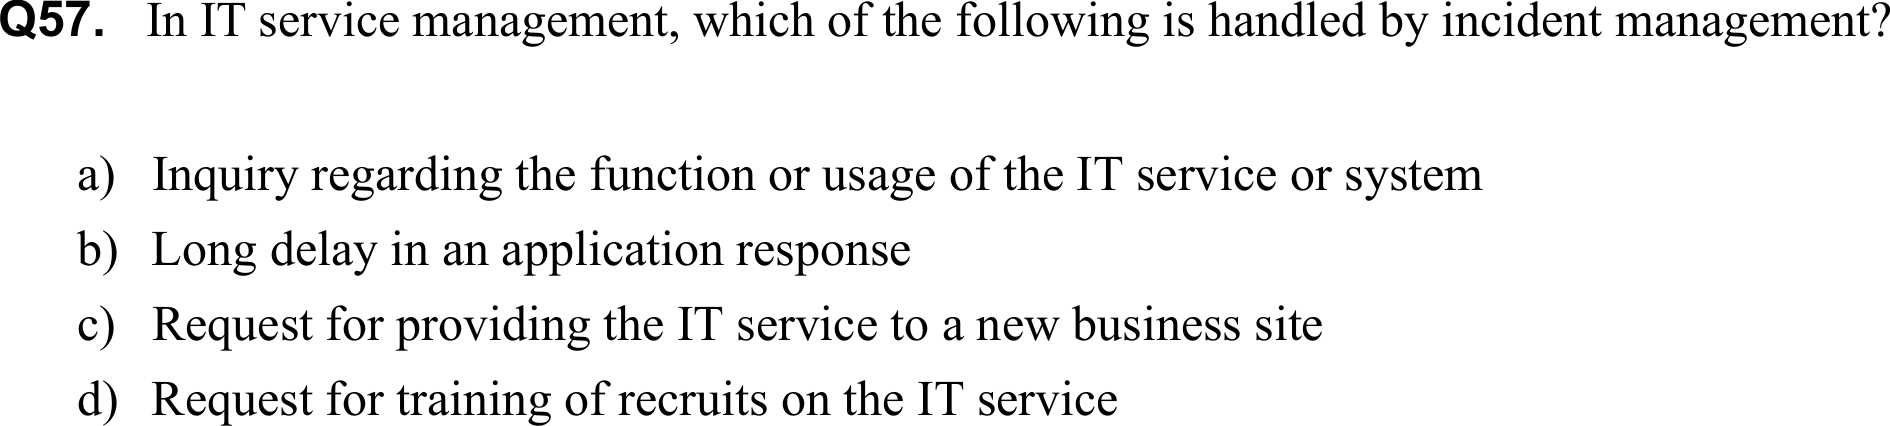 Q57. In IT service management, which of the following is handled by incident management?
a) Inquiry regarding the function or usage of the IT service or system
b) Long delay in an application response
c) Request for providing the IT service to a new business site
d) Request for training of recruits on the IT service